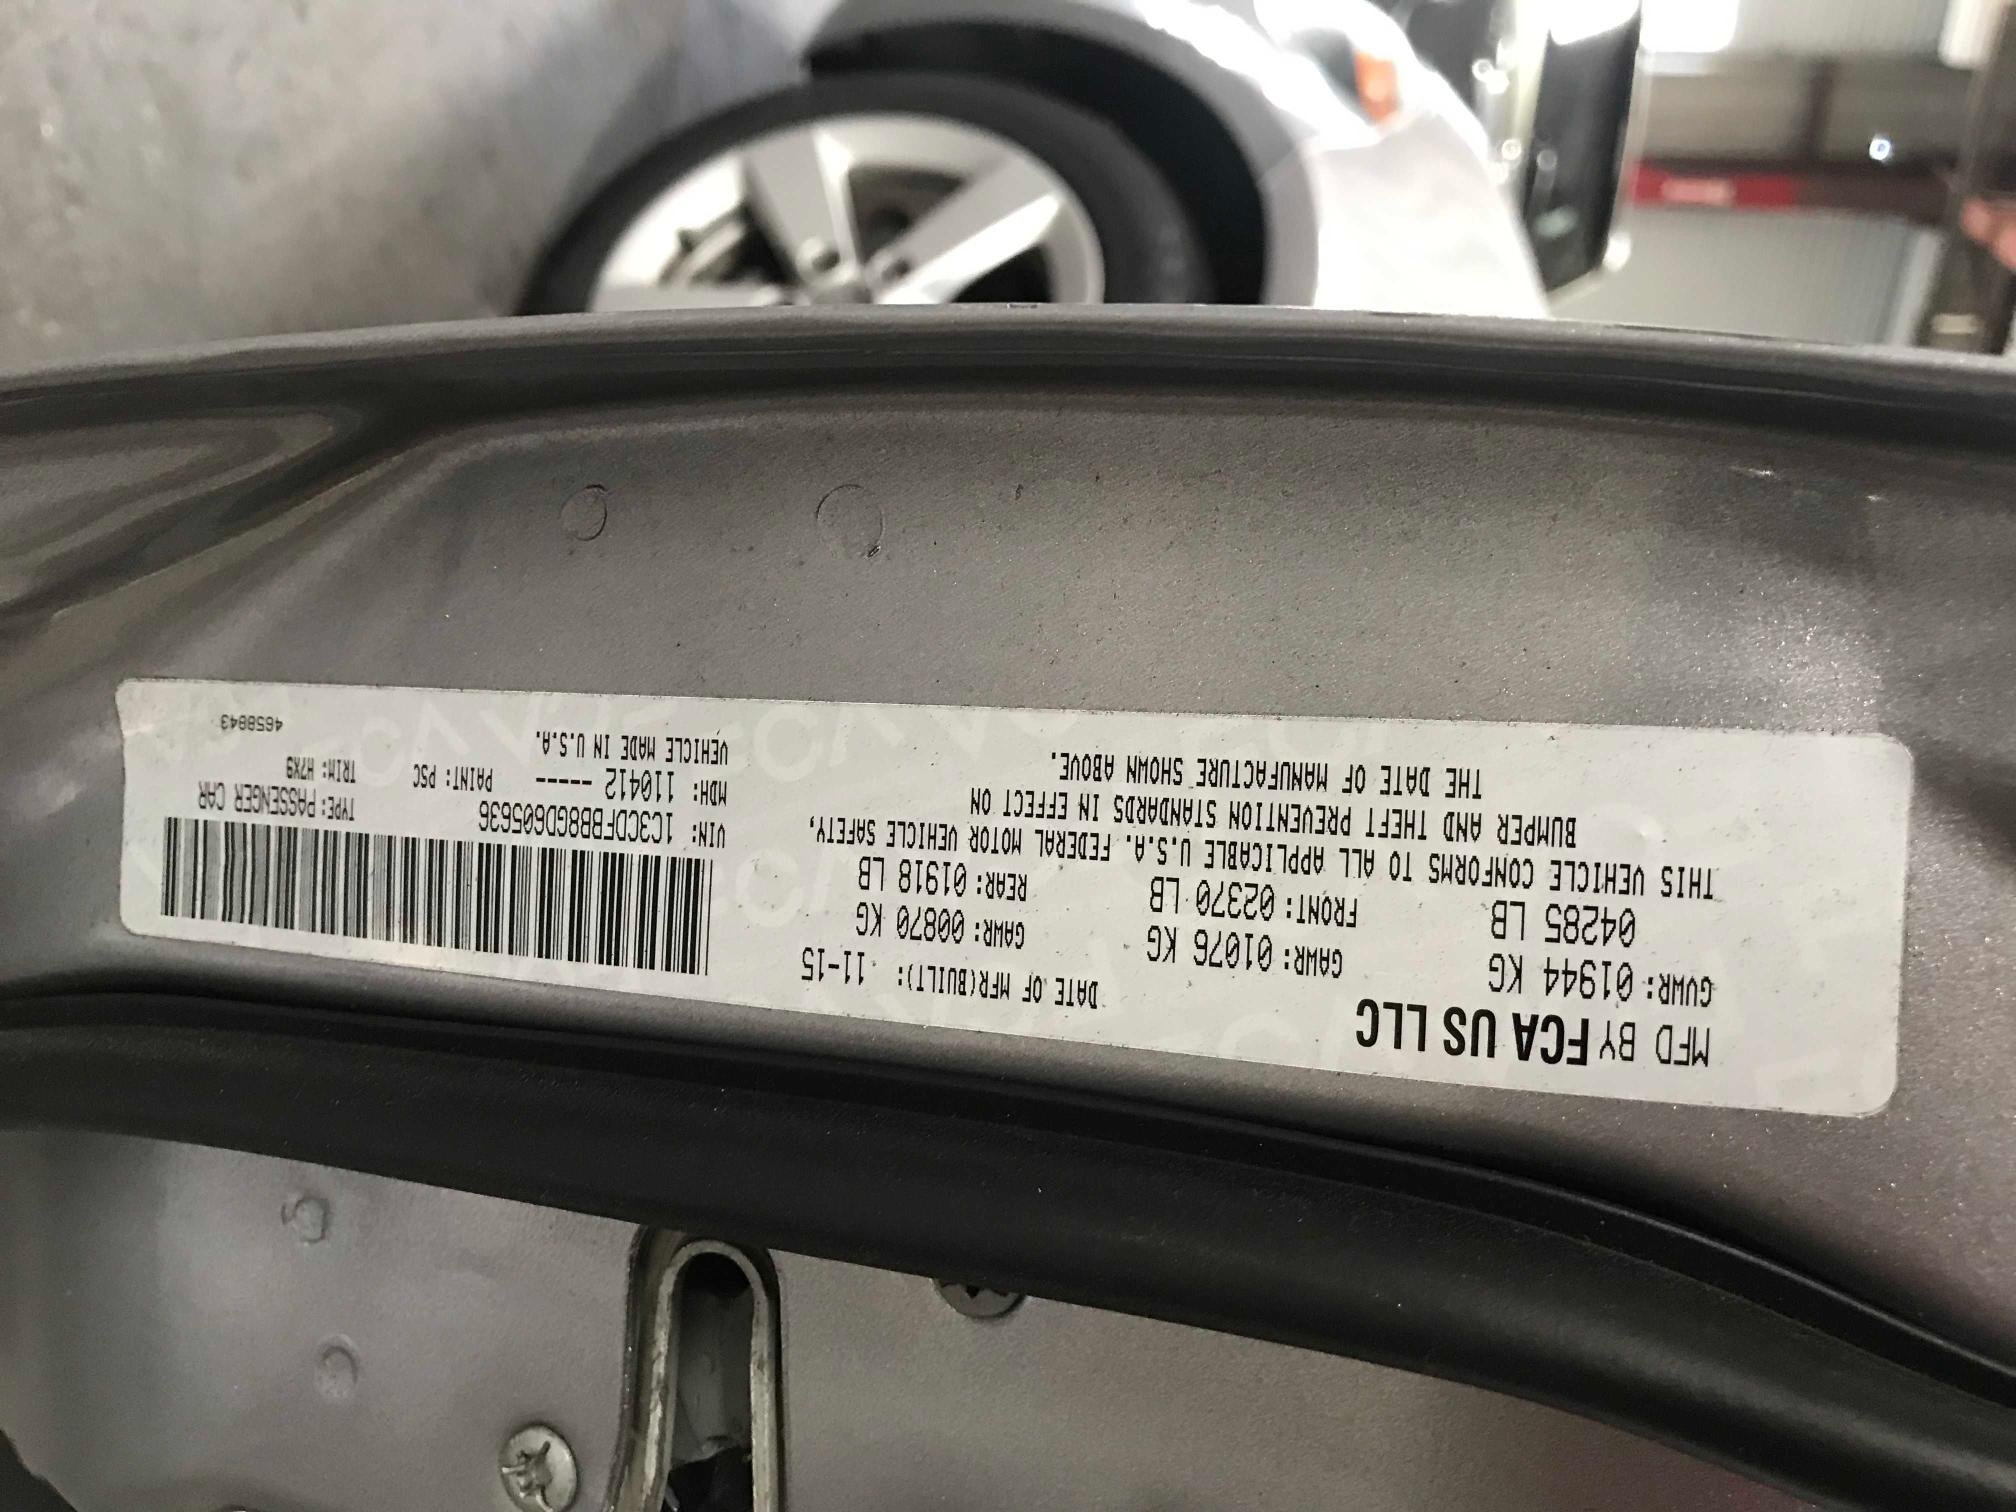 MFD BY FCA US LLC
DATE OF MFR(BUILT): 11-15
GVWR: 01944 KG GAWR: 01076 KG GAWR: 00870 KG
04285 LB FRONT: 02370 LB REAR: 01918 LB
THIS VEHICLE CONFORMS TO ALL APPLICABLE U.S.A. FEDERAL MOTOR VEHICLE SAFETY,
BUMPER AND THEFT PREVENTION STANDARDS IN EFFECT ON
THE DATE OF MANUFACTURE SHOWN ABOVE.
VIN: 1C3CDFBB8GD605636 TYPE: PASSENGER CAR
MDH: 110412 ----- PAINT: PSC TRIM: H7X9
VEHICLE MADE IN U.S.A. 4658843